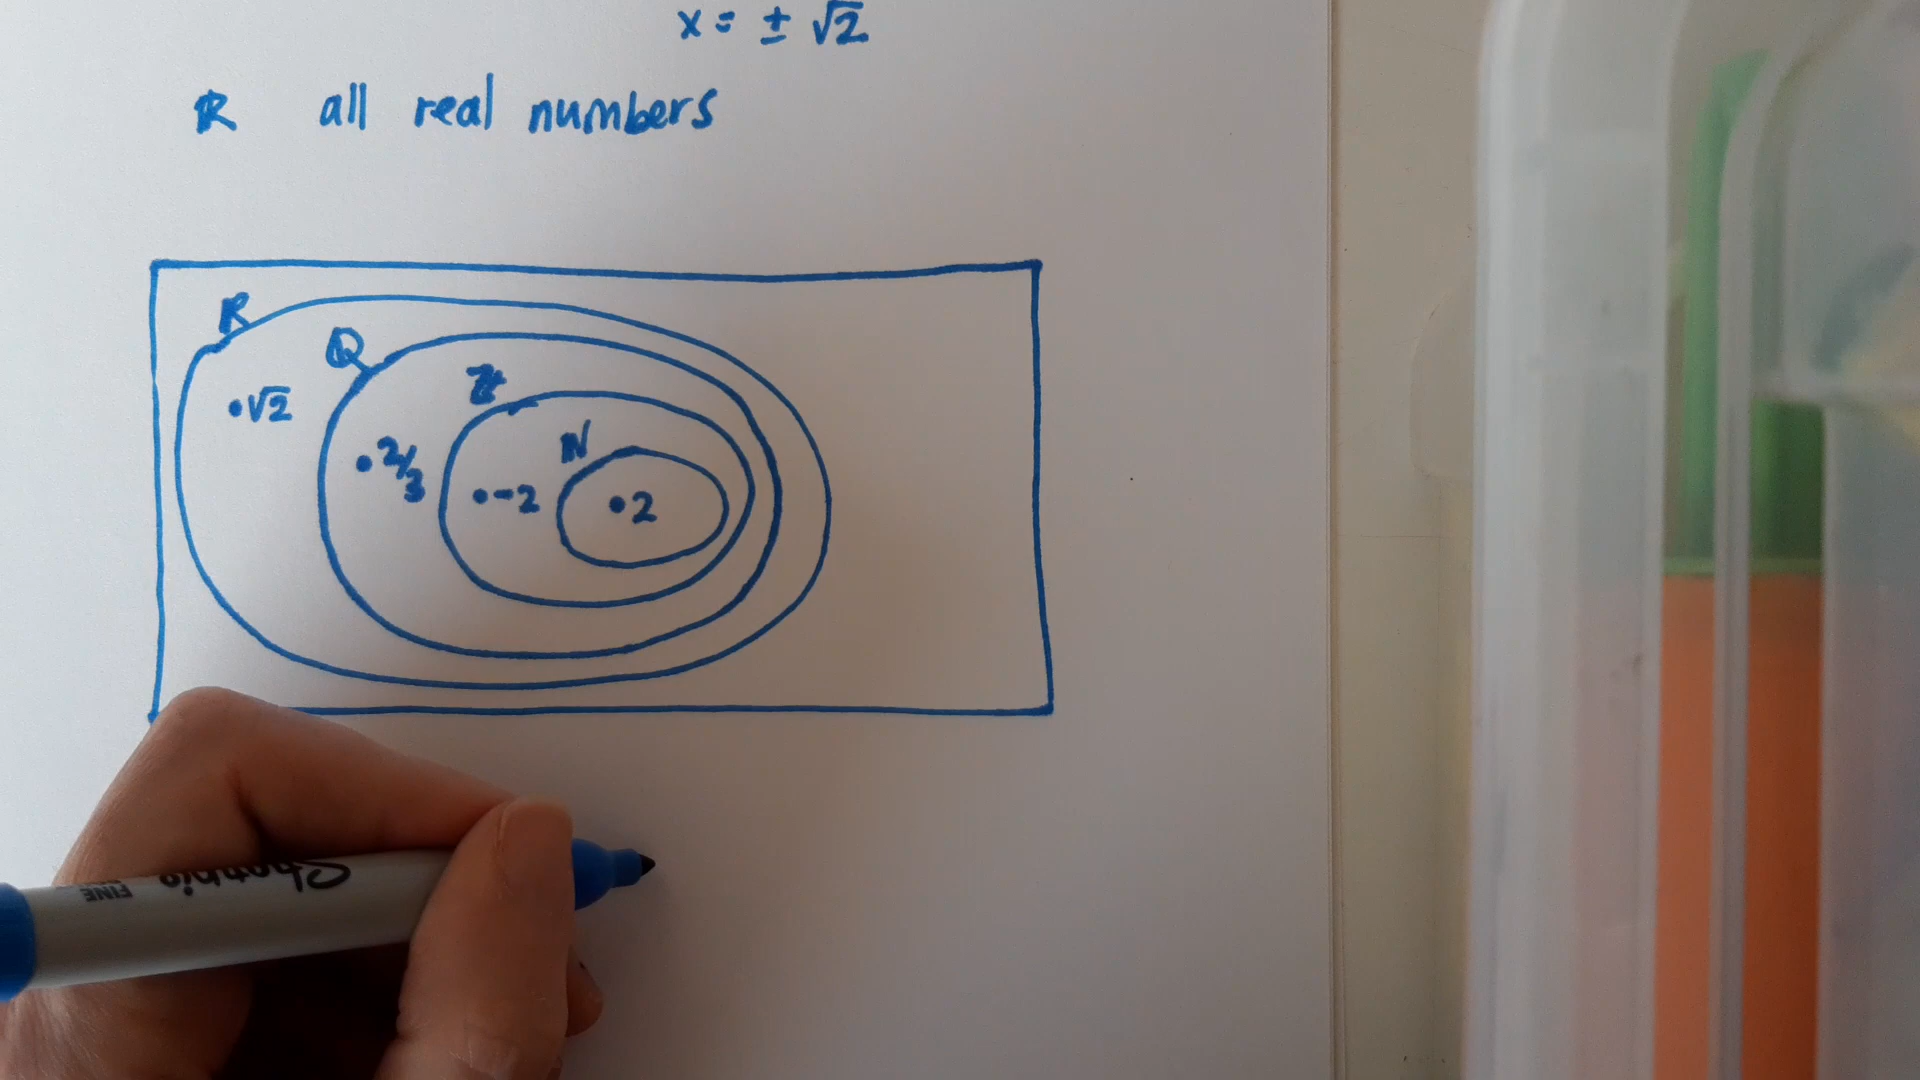 x = ± √2
ℝ all real numbers
ℝ
ℚ
ℤ
ℕ
•√2
•2/3
•-2
•2
Sharpie
FINE